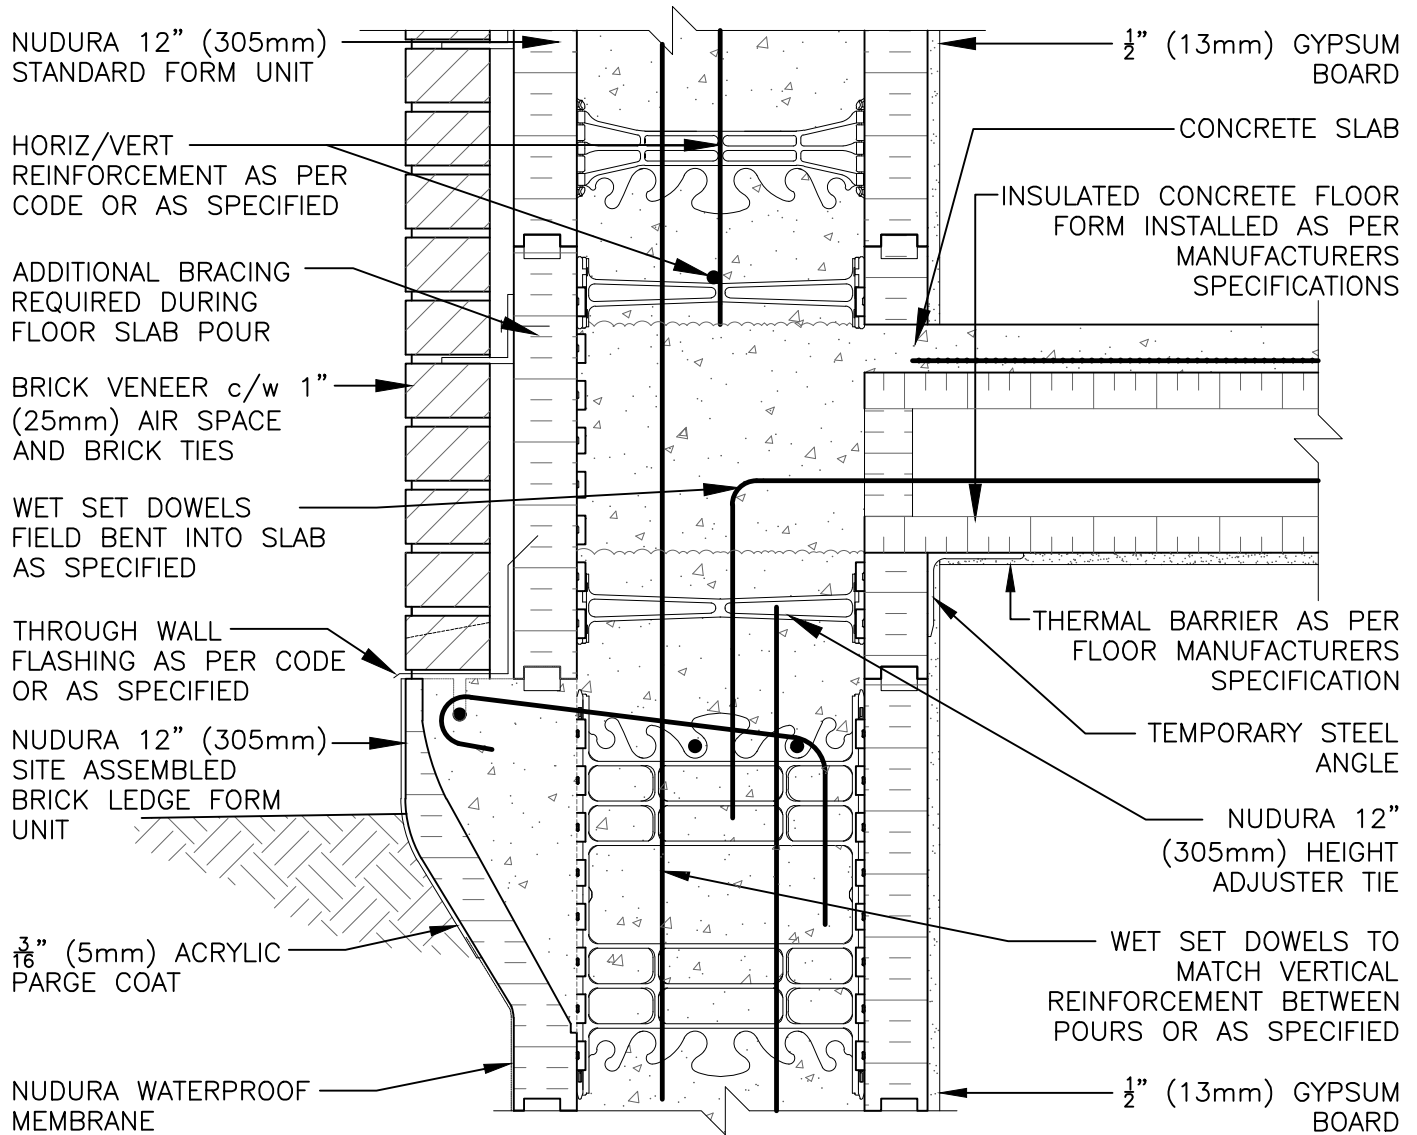 NUDURA 12" (305mm)
STANDARD FORM UNIT
HORIZ/VERT
REINFORCEMENT AS PER
CODE OR AS SPECIFIED
ADDITIONAL BRACING
REQUIRED DURING
FLOOR SLAB POUR
BRICK VENEER c/w 1"
(25mm) AIR SPACE
AND BRICK TIES
WET SET DOWELS
FIELD BENT INTO SLAB
AS SPECIFIED
THROUGH WALL
FLASHING AS PER CODE
OR AS SPECIFIED
NUDURA 12" (305mm)
SITE ASSEMBLED
BRICK LEDGE FORM
UNIT
3/16" (5mm) ACRYLIC
PARGE COAT
NUDURA WATERPROOF
MEMBRANE
1/2" (13mm) GYPSUM
BOARD
CONCRETE SLAB
INSULATED CONCRETE FLOOR
FORM INSTALLED AS PER
MANUFACTURERS
SPECIFICATIONS
THERMAL BARRIER AS PER
FLOOR MANUFACTURERS
SPECIFICATION
TEMPORARY STEEL
ANGLE
NUDURA 12"
(305mm) HEIGHT
ADJUSTER TIE
WET SET DOWELS TO
MATCH VERTICAL
REINFORCEMENT BETWEEN
POURS OR AS SPECIFIED
1/2" (13mm) GYPSUM
BOARD